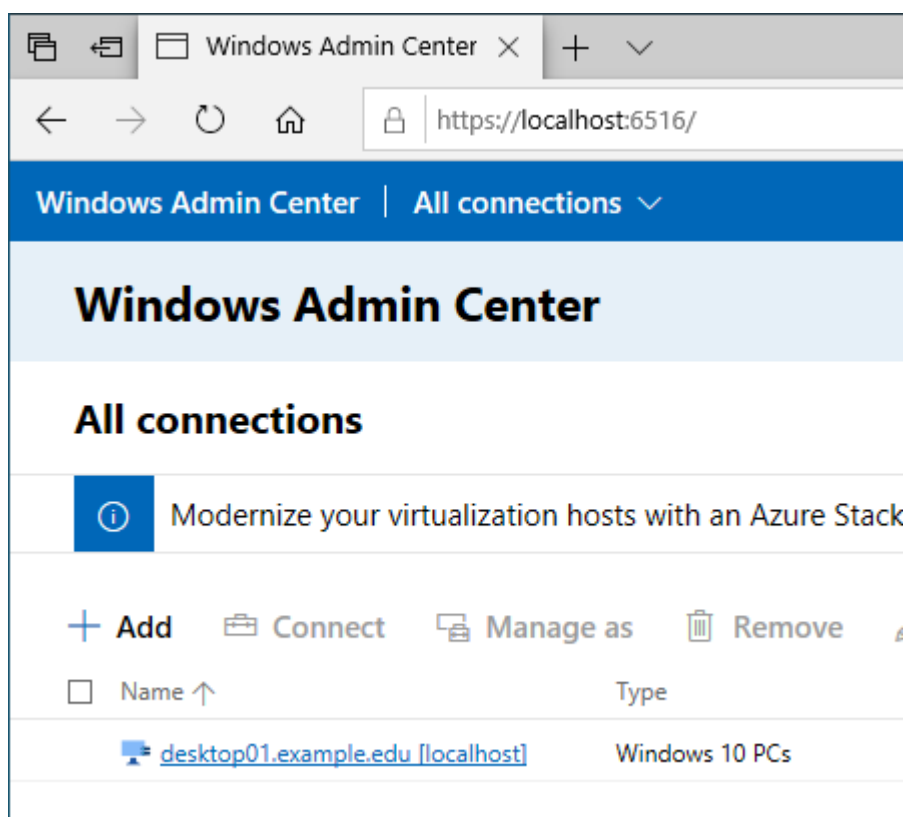 Windows Admin Center
https://localhost:6516/
Windows Admin Center All connections
Windows Admin Center
All connections
Modernize your virtualization hosts with an Azure Stack
Add Connect Manage as Remove
Name Type
desktop01.example.edu [localhost] Windows 10 PCs